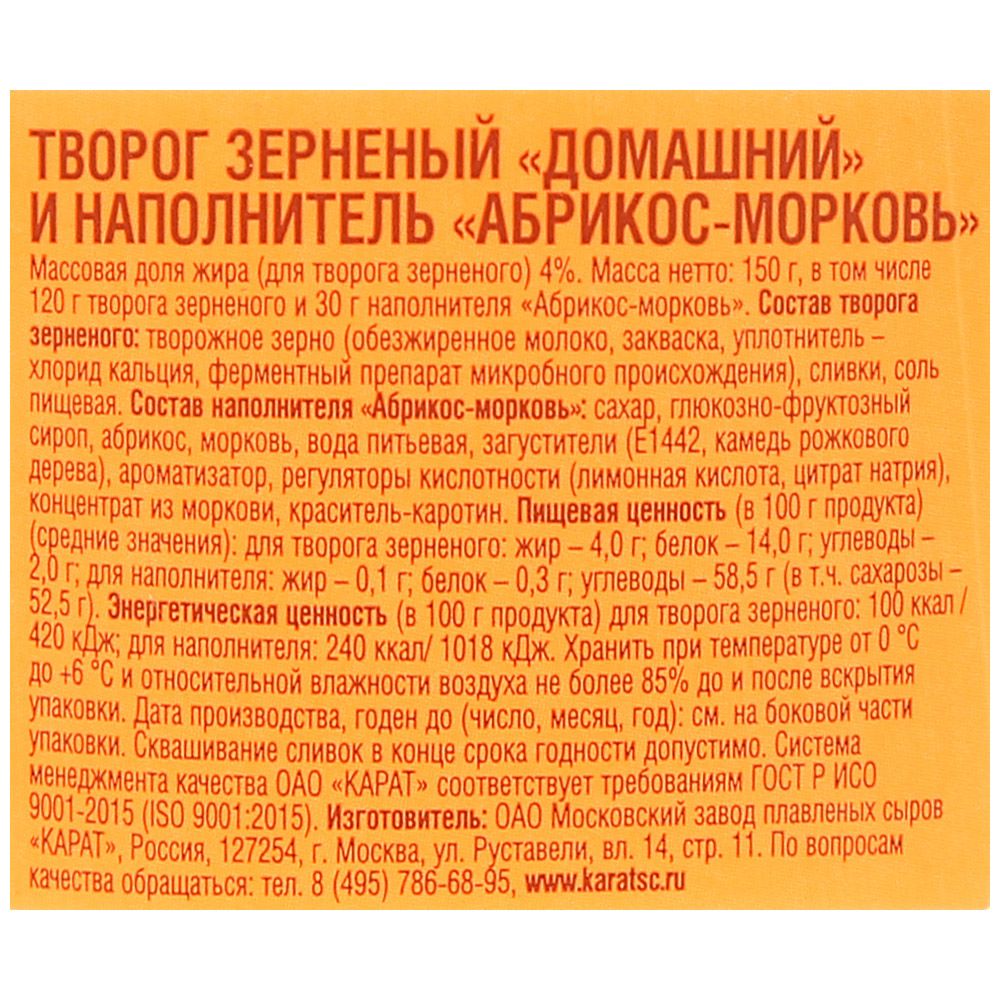 ТВОРОГ ЗЕРНЕНЫЙ «ДОМАШНИЙ»
И НАПОЛНИТЕЛЬ «АБРИКОС-МОРКОВЬ»
Массовая доля жира (для творога зерненого) 4%. Масса нетто: 150 г, в том числе
120 г творога зерненого и 30 г наполнителя «Абрикос-морковь». Состав творога
зерненого: творожное зерно (обезжиренное молоко, закваска, уплотнитель –
хлорид кальция, ферментный препарат микробного происхождения), сливки, соль
пищевая. Состав наполнителя «Абрикос-морковь»: сахар, глюкозно-фруктозный
сироп, абрикос, морковь, вода питьевая, загустители (Е1442, камедь рожкового
дерева), ароматизатор, регуляторы кислотности (лимонная кислота, цитрат натрия),
концентрат из моркови, краситель-каротин. Пищевая ценность (в 100 г продукта)
(средние значения): для творога зерненого: жир – 4,0 г; белок – 14,0 г; углеводы –
2,0 г; для наполнителя: жир – 0,1 г; белок – 0,3 г; углеводы – 58,5 г (в т.ч. сахарозы –
52,5 г). Энергетическая ценность (в 100 г продукта) для творога зерненого: 100 ккал /
420 кДж; для наполнителя: 240 ккал/ 1018 кДж. Хранить при температуре от 0 °С
до +6 °С и относительной влажности воздуха не более 85% до и после вскрытия
упаковки. Дата производства, годен до (число, месяц, год): см. на боковой части
упаковки. Сквашивание сливок в конце срока годности допустимо. Система
менеджмента качества ОАО «КАРАТ» соответствует требованиям ГОСТ Р ИСО
9001-2015 (ISO 9001:2015). Изготовитель: ОАО Московский завод плавленых сыров
«КАРАТ», Россия, 127254, г. Москва, ул. Руставели, вл. 14, стр. 11. По вопросам
качества обращаться: тел. 8 (495) 786-68-95, www.karatsc.ru